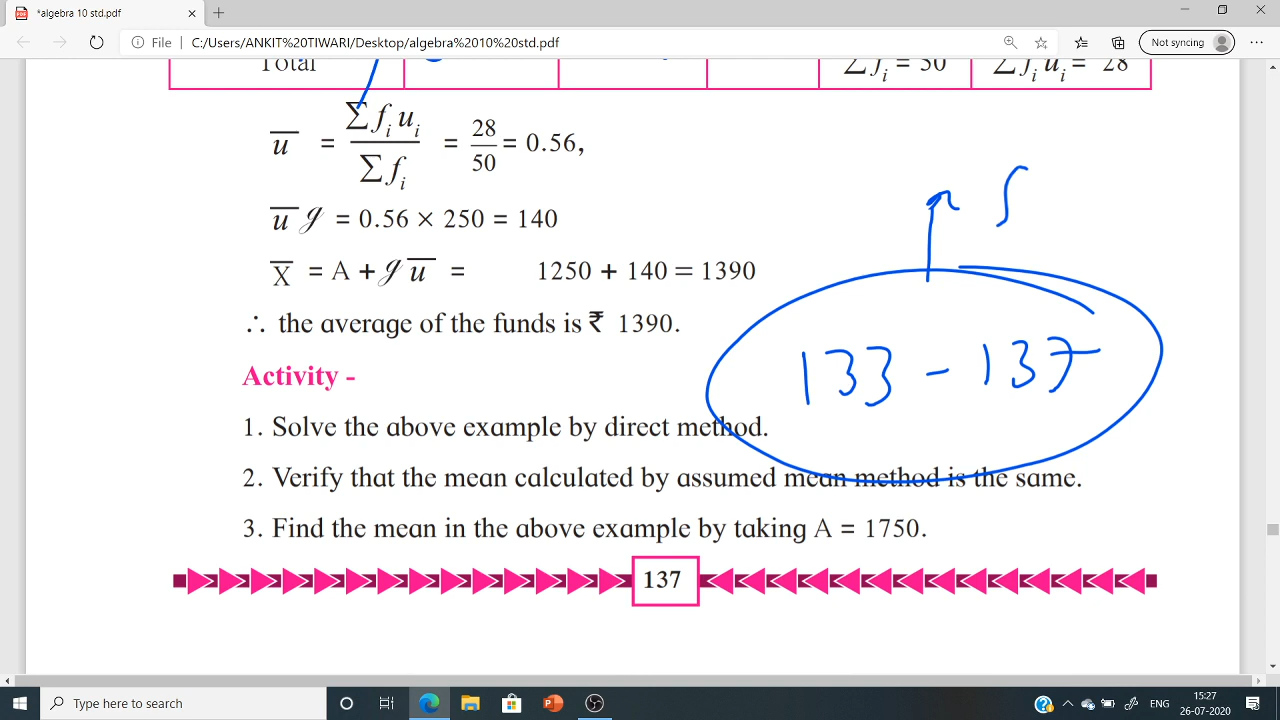 *algebra 10 std.pdf
File | C:/Users/ANKIT%20TIWARI/Desktop/algebra%2010%20std.pdf
Not syncing
Total ∑ fᵢ = 50 ∑ fᵢ uᵢ = 28
u̅ = ∑ fᵢ uᵢ / ∑ fᵢ = 28/50 = 0.56,
u̅ g = 0.56 × 250 = 140
X̅ = A + g u̅ = 1250 + 140 = 1390
∴ the average of the funds is ₹ 1390.
133 - 137
Activity -
1. Solve the above example by direct method.
2. Verify that the mean calculated by assumed mean method is the same.
3. Find the mean in the above example by taking A = 1750.
137
Type here to search
ENG
15:27
26-07-2020